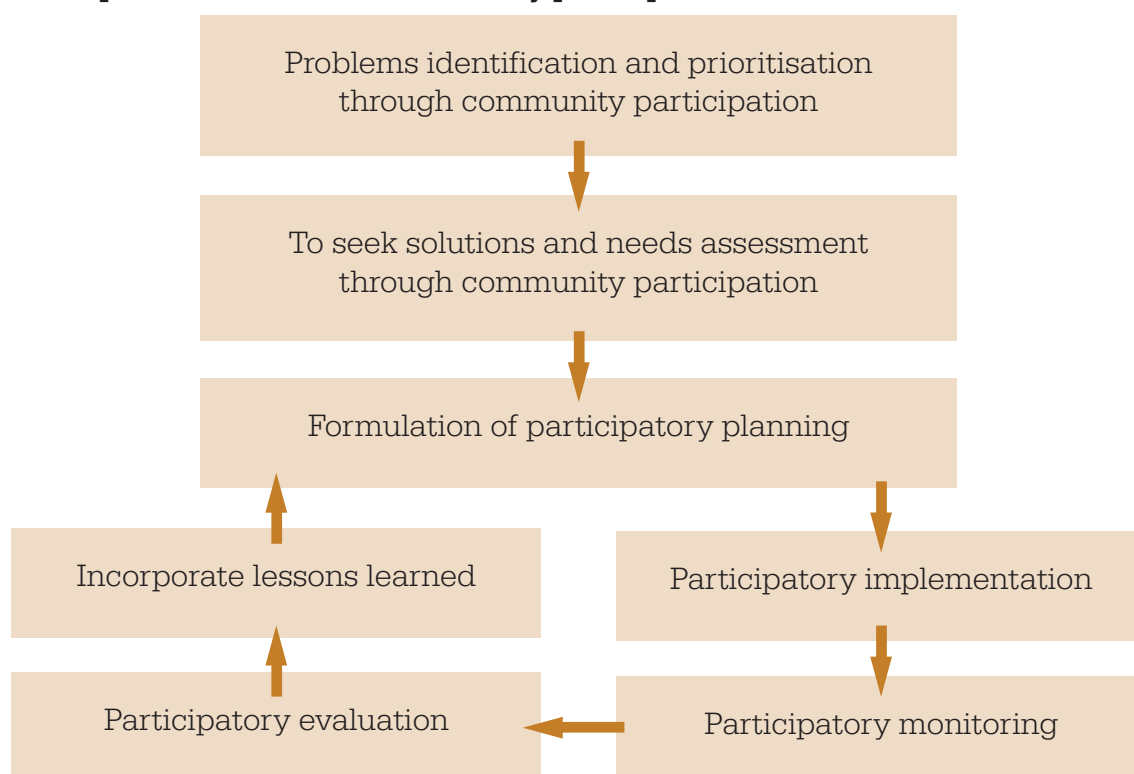 Problems identification and prioritisation
through community participation
To seek solutions and needs assessment
through community participation
Formulation of participatory planning
Incorporate lessons learned
Participatory implementation
Participatory evaluation
Participatory monitoring